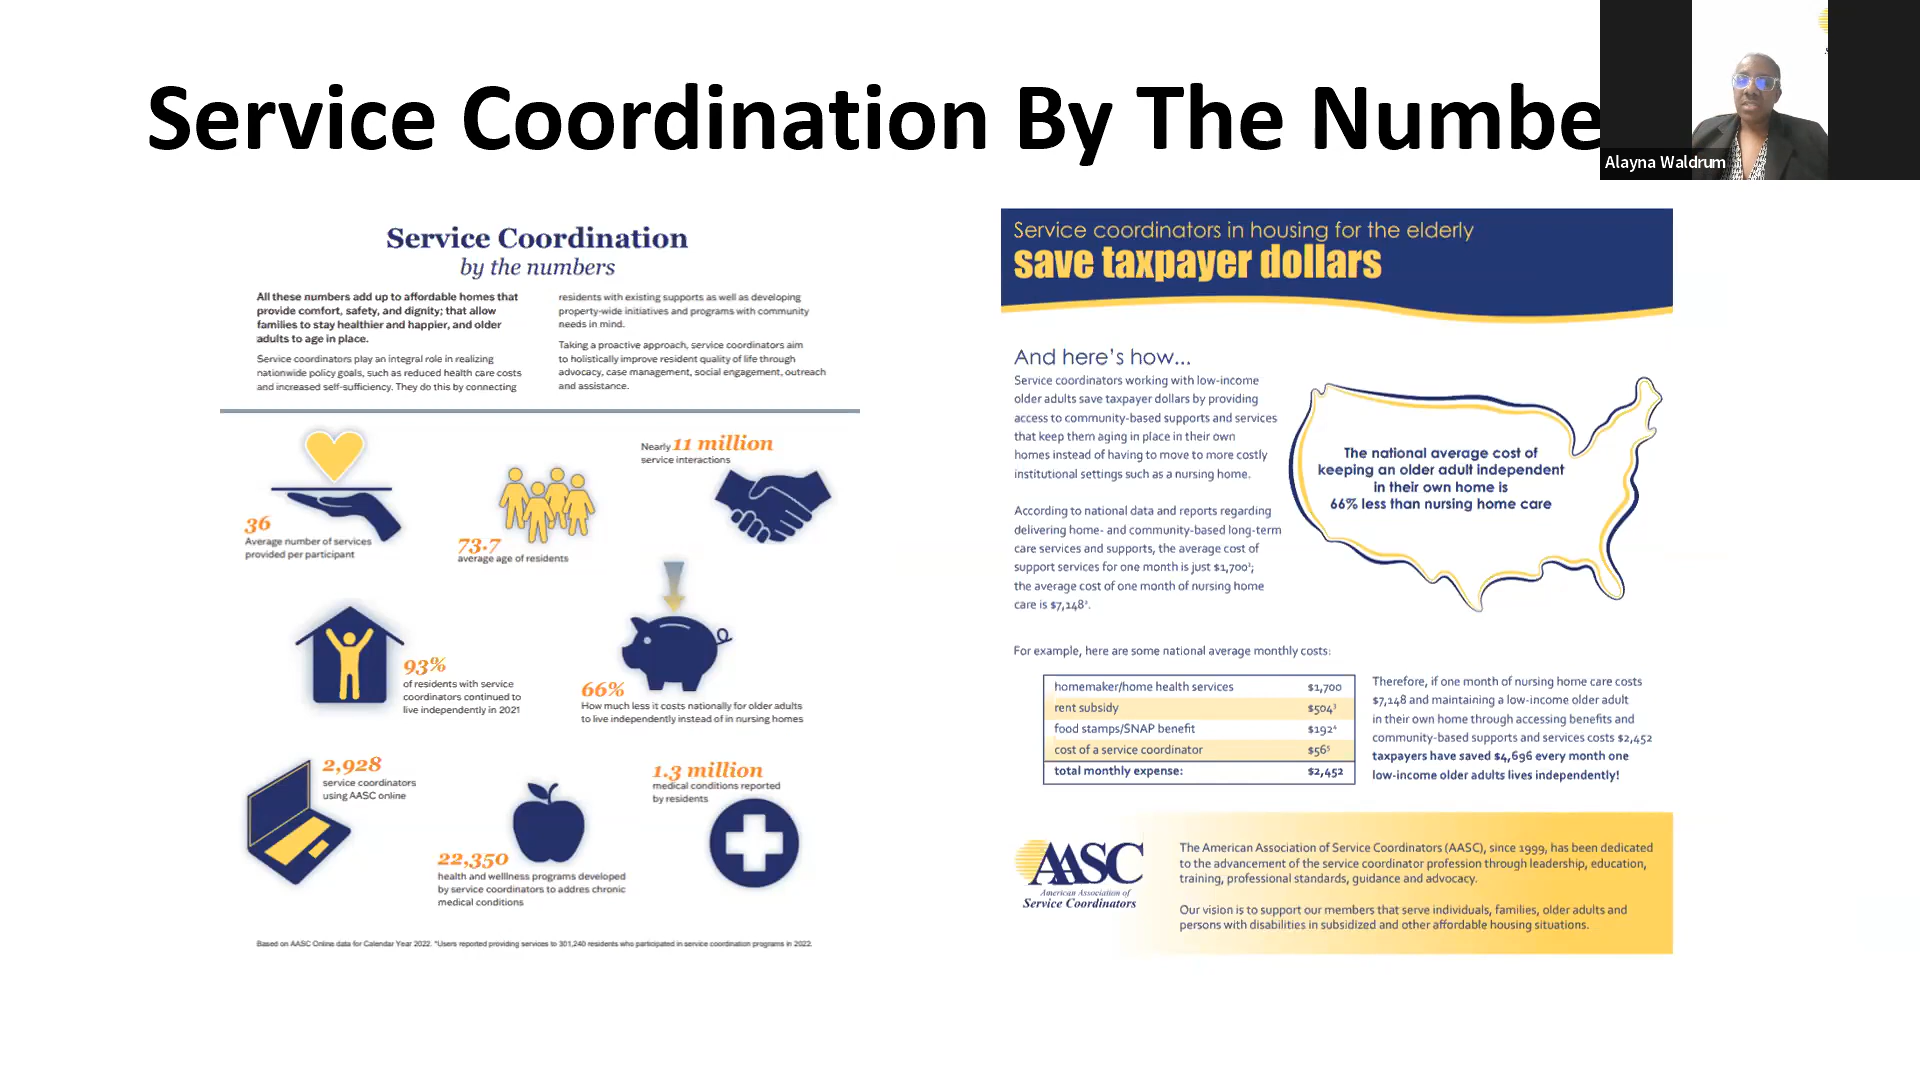 Service Coordination By The Numbe
Alayna Waldrum
Service Coordination
by the numbers
All these numbers add up to affordable homes that
provide comfort, safety, and dignity; that allow
families to stay healthier and happier, and older
adults to age in place.
Service coordinators play an integral role in realizing
nationwide policy goals, such as reduced health care costs
and increased self-sufficiency. They do this by connecting
residents with existing supports as well as developing
property-wide initiatives and programs with community
needs in mind.
Taking a proactive approach, service coordinators aim
to holistically improve resident quality of life through
advocacy, case management, social engagement, outreach
and assistance.
36
Average number of services
provided per participant
73.7
average age of residents
Nearly 11 million
service interactions
93%
of residents with service
coordinators continued to
live independently in 2021
66%
How much less it costs nationally for older adults
to live independently instead of in nursing homes
2,928
service coordinators
using AASC online
22,350
health and welllness programs developed
by service coordinators to addres chronic
medical conditions
1.3 million
medical conditions reported
by residents
Based on AASC Online data for Calendar Year 2022. *Users reported providing services to 301,240 residents who participated in service coordination programs in 2022.
Service coordinators in housing for the elderly
save taxpayer dollars
And here's how...
Service coordinators working with low-income
older adults save taxpayer dollars by providing
access to community-based supports and services
that keep them aging in place in their own
homes instead of having to move to more costly
institutional settings such as a nursing home.
According to national data and reports regarding
delivering home- and community-based long-term
care services and supports, the average cost of
support services for one month is just $1,700¹;
the average cost of one month of nursing home
care is $7,148².
The national average cost of
keeping an older adult independent
in their own home is
66% less than nursing home care
For example, here are some national average monthly costs:
homemaker/home health services $1,700
rent subsidy $504³
food stamps/SNAP benefit $192⁴
cost of a service coordinator $56⁵
total monthly expense: $2,452
Therefore, if one month of nursing home care costs
$7,148 and maintaining a low-income older adult
in their own home through accessing benefits and
community-based supports and services costs $2,452
taxpayers have saved $4,696 every month one
low-income older adults lives independently!
AASC
American Association of
Service Coordinators
The American Association of Service Coordinators (AASC), since 1999, has been dedicated
to the advancement of the service coordinator profession through leadership, education,
training, professional standards, guidance and advocacy.
Our vision is to support our members that serve individuals, families, older adults and
persons with disabilities in subsidized and other affordable housing situations.